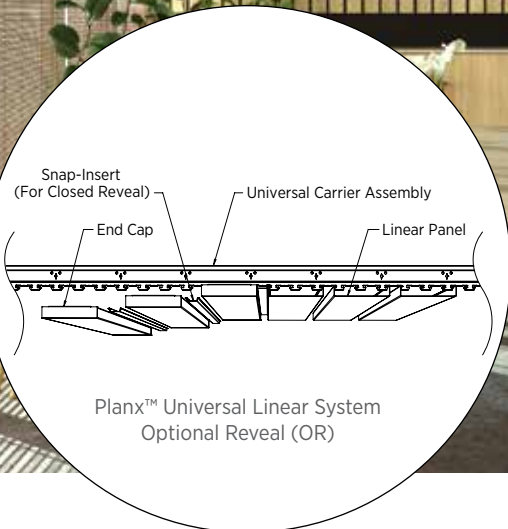 Snap-Insert
(For Closed Reveal)
Universal Carrier Assembly
End Cap
Linear Panel
Planx™ Universal Linear System
Optional Reveal (OR)